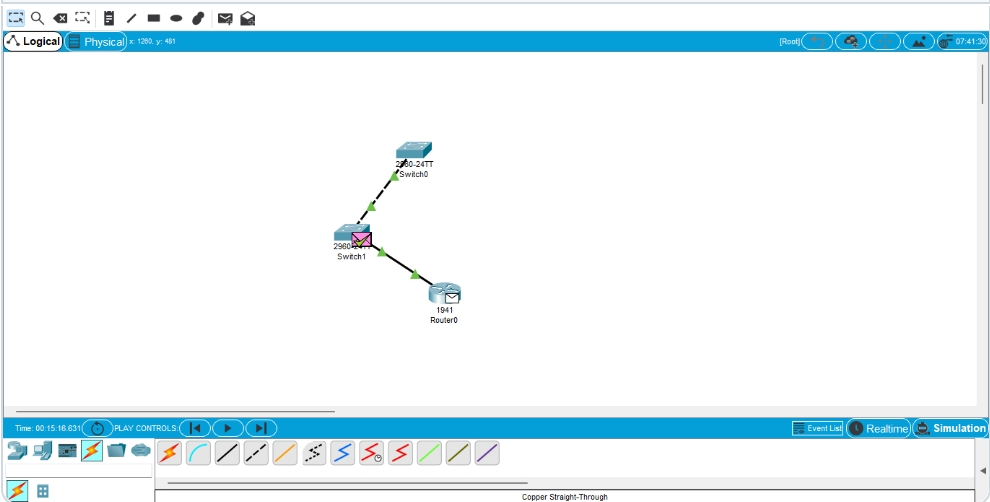 Logical
Physical
x: 1260, y: 481
[Root]
07:41:30
2960-24TT
Switch0
2960-24TT
Switch1
1941
Router0
Time: 00:15:16.631
PLAY CONTROLS:
Event List
Realtime
Simulation
Copper Straight-Through